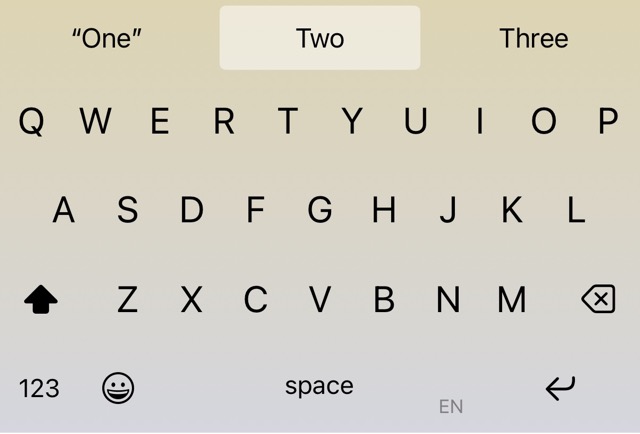 “One” Two Three
Q W E R T Y U I O P
A S D F G H J K L
Z X C V B N M
123 space EN